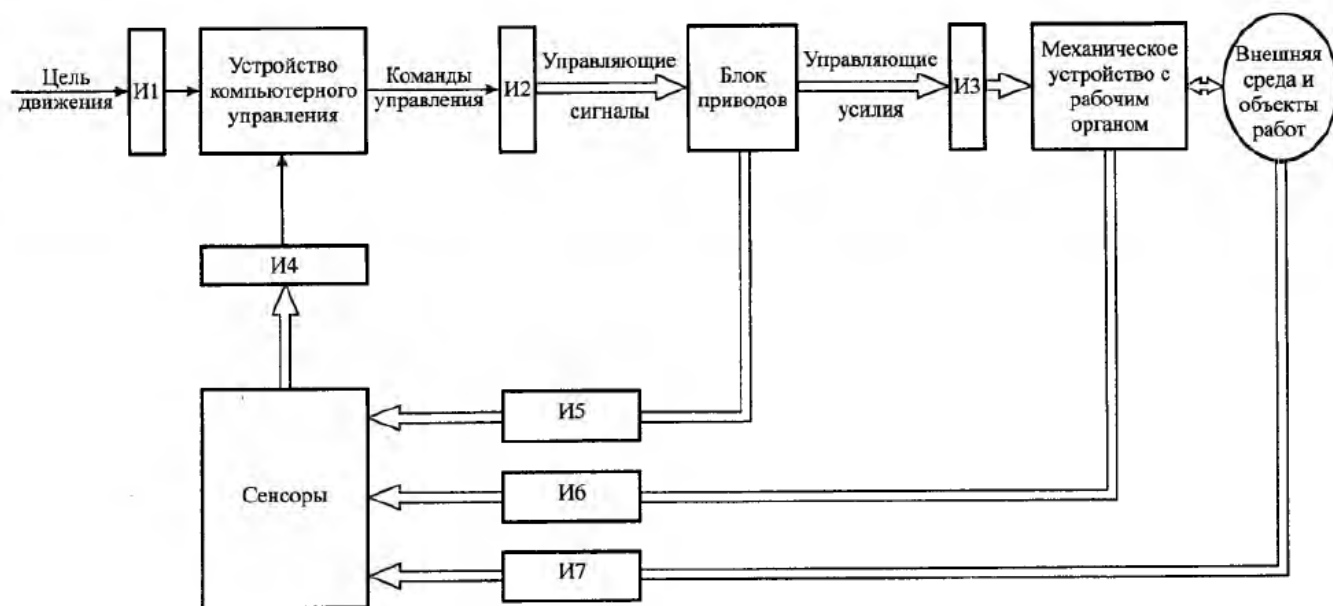 Цель
движения
И1
Устройство
компьютерного
управления
Команды
управления
И2
Управляющие
сигналы
Блок
приводов
Управляющие
усилия
И3
Механическое
устройство с
рабочим
органом
Внешняя
среда и
объекты
работ
И4
Сенсоры
И5
И6
И7